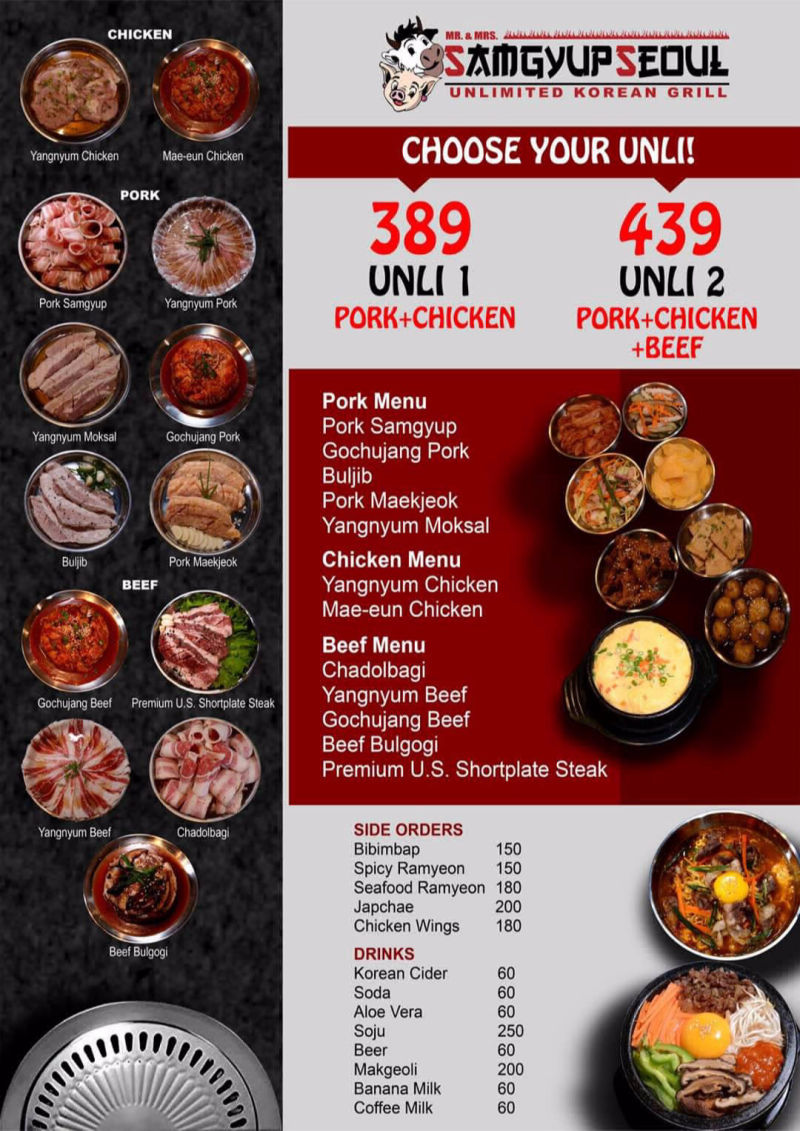 CHICKEN
Yangnyum Chicken
Mae-eun Chicken
PORK
Pork Samgyup
Yangnyum Pork
Yangnyum Moksal
Gochujang Pork
Buljib
Pork Maekjeok
BEEF
Gochujang Beef
Premium U.S. Shortplate Steak
Yangnyum Beef
Chadolbagi
Beef Bulgogi
MR. & MRS.
SAMGYUPSEOUL
UNLIMITED KOREAN GRILL
CHOOSE YOUR UNLI!
389
UNLI 1
PORK+CHICKEN
439
UNLI 2
PORK+CHICKEN
+BEEF
Pork Menu
Pork Samgyup
Gochujang Pork
Buljib
Pork Maekjeok
Yangnyum Moksal
Chicken Menu
Yangnyum Chicken
Mae-eun Chicken
Beef Menu
Chadolbagi
Yangnyum Beef
Gochujang Beef
Beef Bulgogi
Premium U.S. Shortplate Steak
SIDE ORDERS
Bibimbap 150
Spicy Ramyeon 150
Seafood Ramyeon 180
Japchae 200
Chicken Wings 180
DRINKS
Korean Cider 60
Soda 60
Aloe Vera 60
Soju 250
Beer 60
Makgeoli 200
Banana Milk 60
Coffee Milk 60